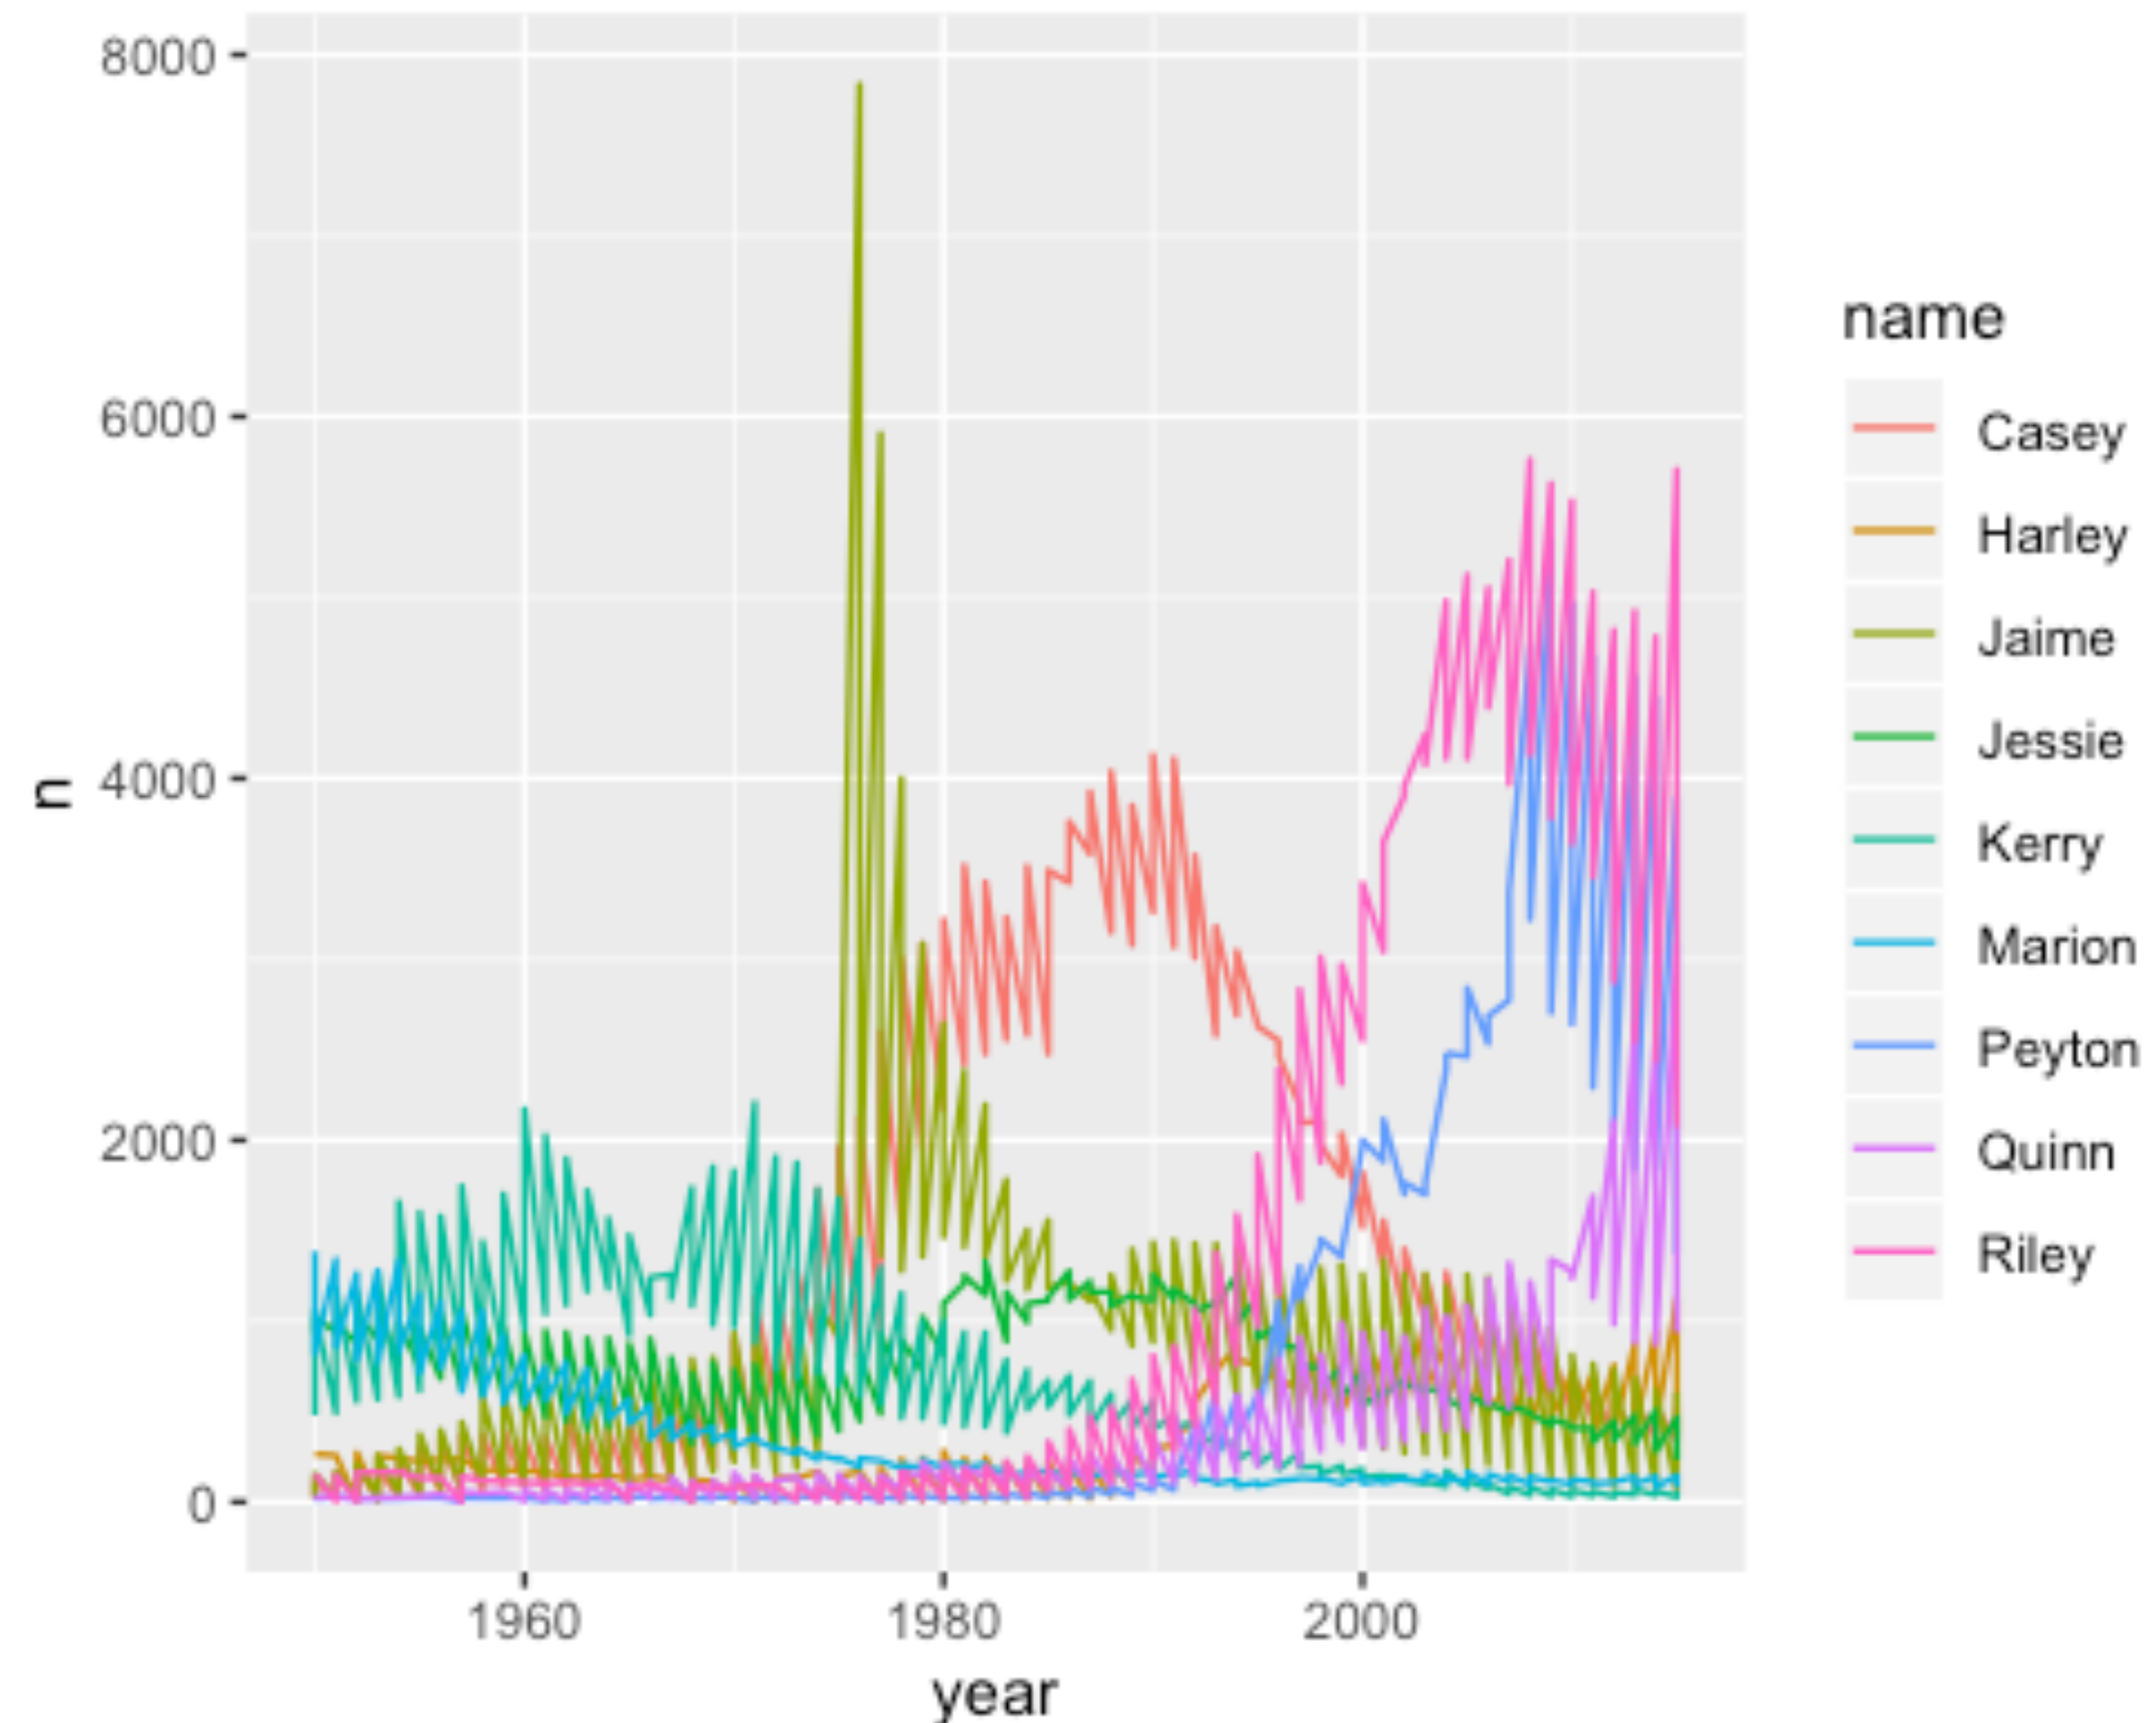 8000
6000
4000
2000
0
n
1960 1980 2000
year
name
Casey
Harley
Jaime
Jessie
Kerry
Marion
Peyton
Quinn
Riley